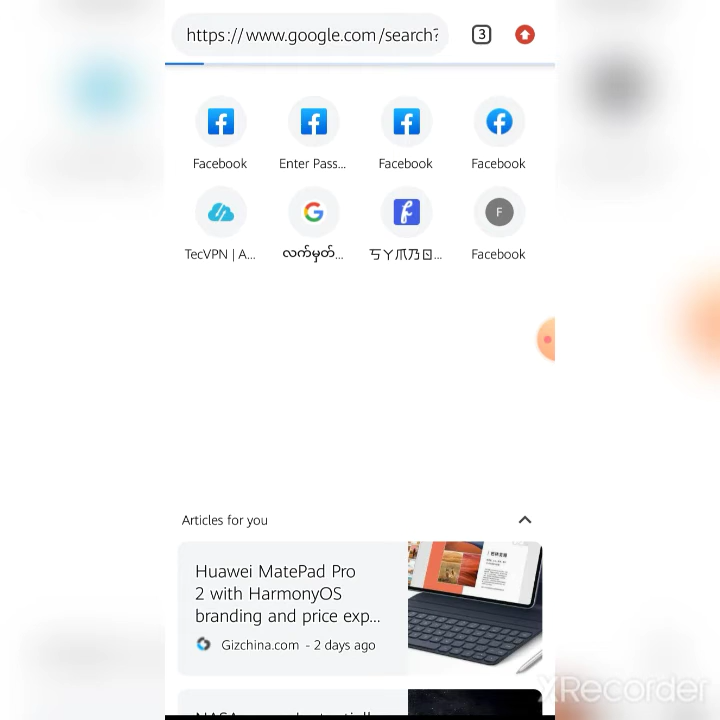 https://www.google.com/search?
3
Facebook
Enter Pass...
Facebook
Facebook
TecVPN | A...
လက်မှတ်...
F
Facebook
Articles for you
Huawei MatePad Pro
2 with HarmonyOS
branding and price exp...
Gizchina.com - 2 days ago
XRecorder